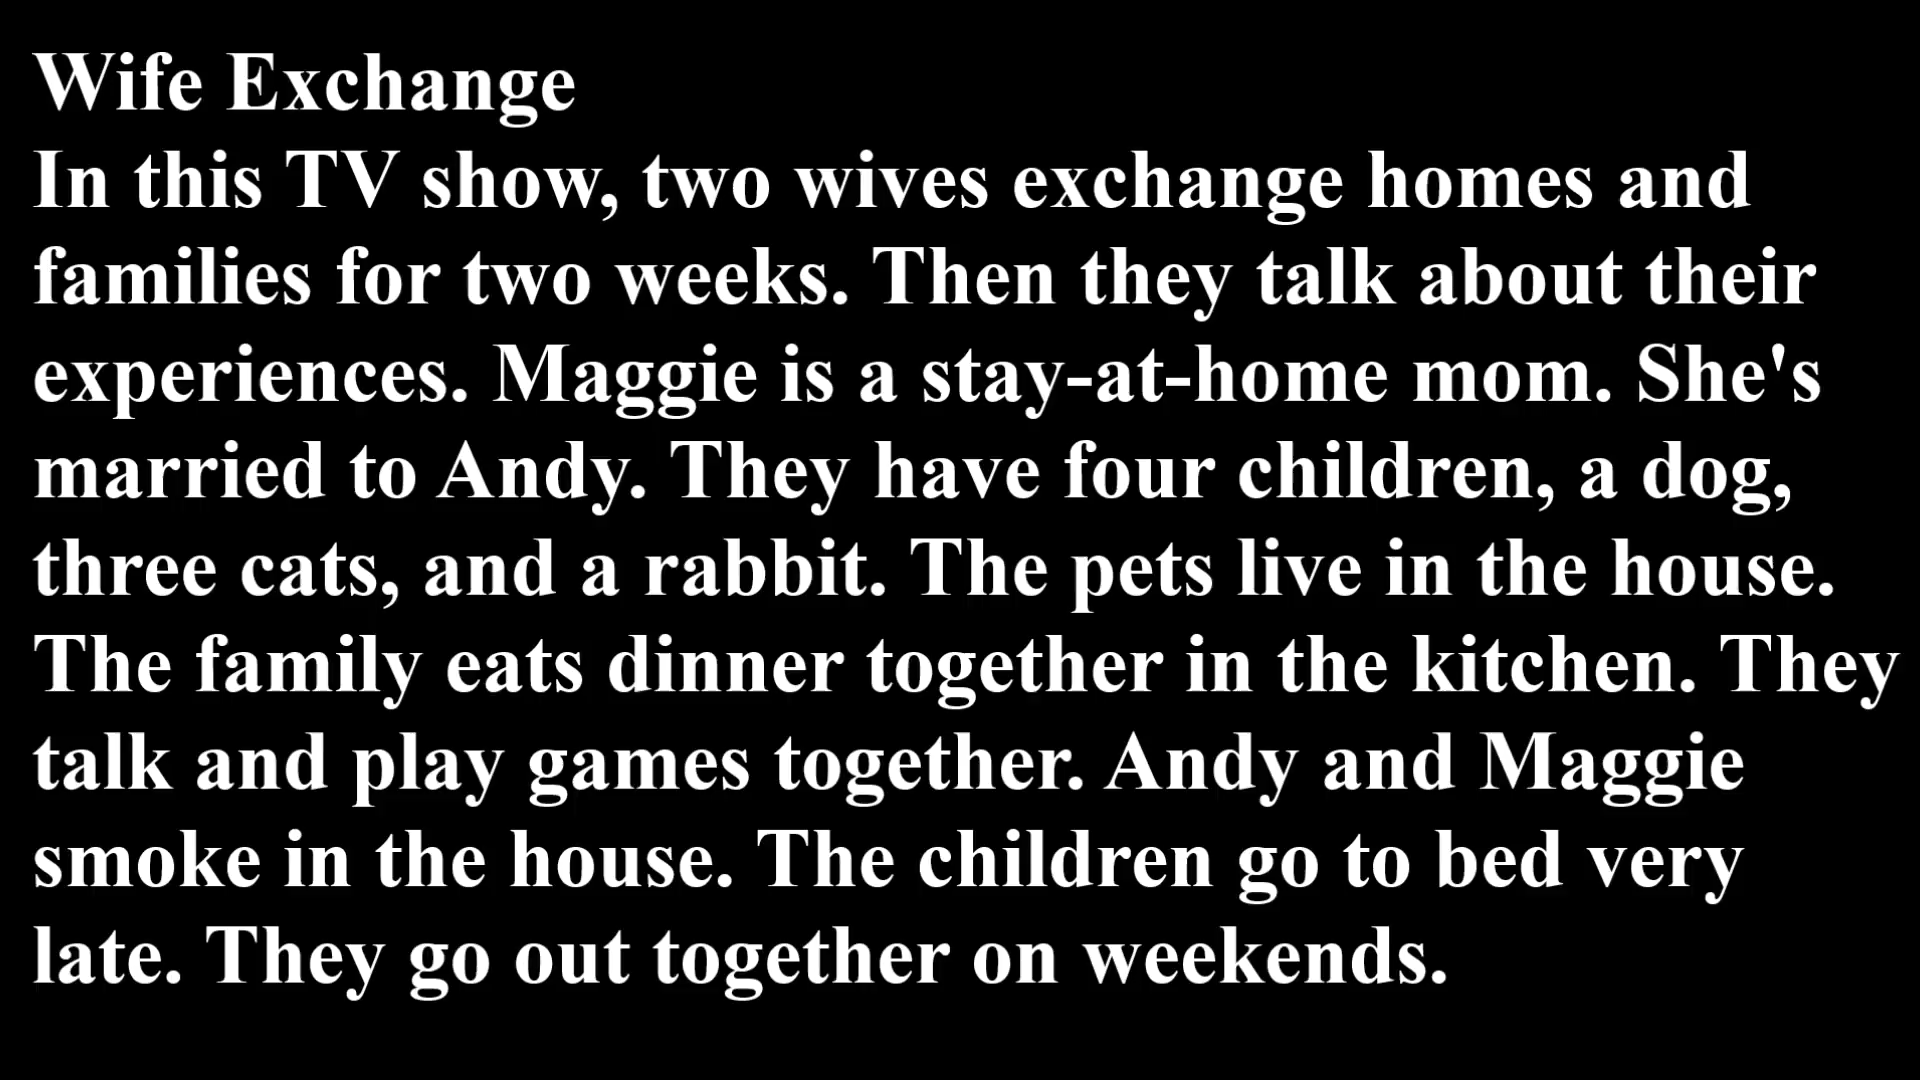 Wife Exchange
In this TV show, two wives exchange homes and
families for two weeks. Then they talk about their
experiences. Maggie is a stay-at-home mom. She's
married to Andy. They have four children, a dog,
three cats, and a rabbit. The pets live in the house.
The family eats dinner together in the kitchen. They
talk and play games together. Andy and Maggie
smoke in the house. The children go to bed very
late. They go out together on weekends.